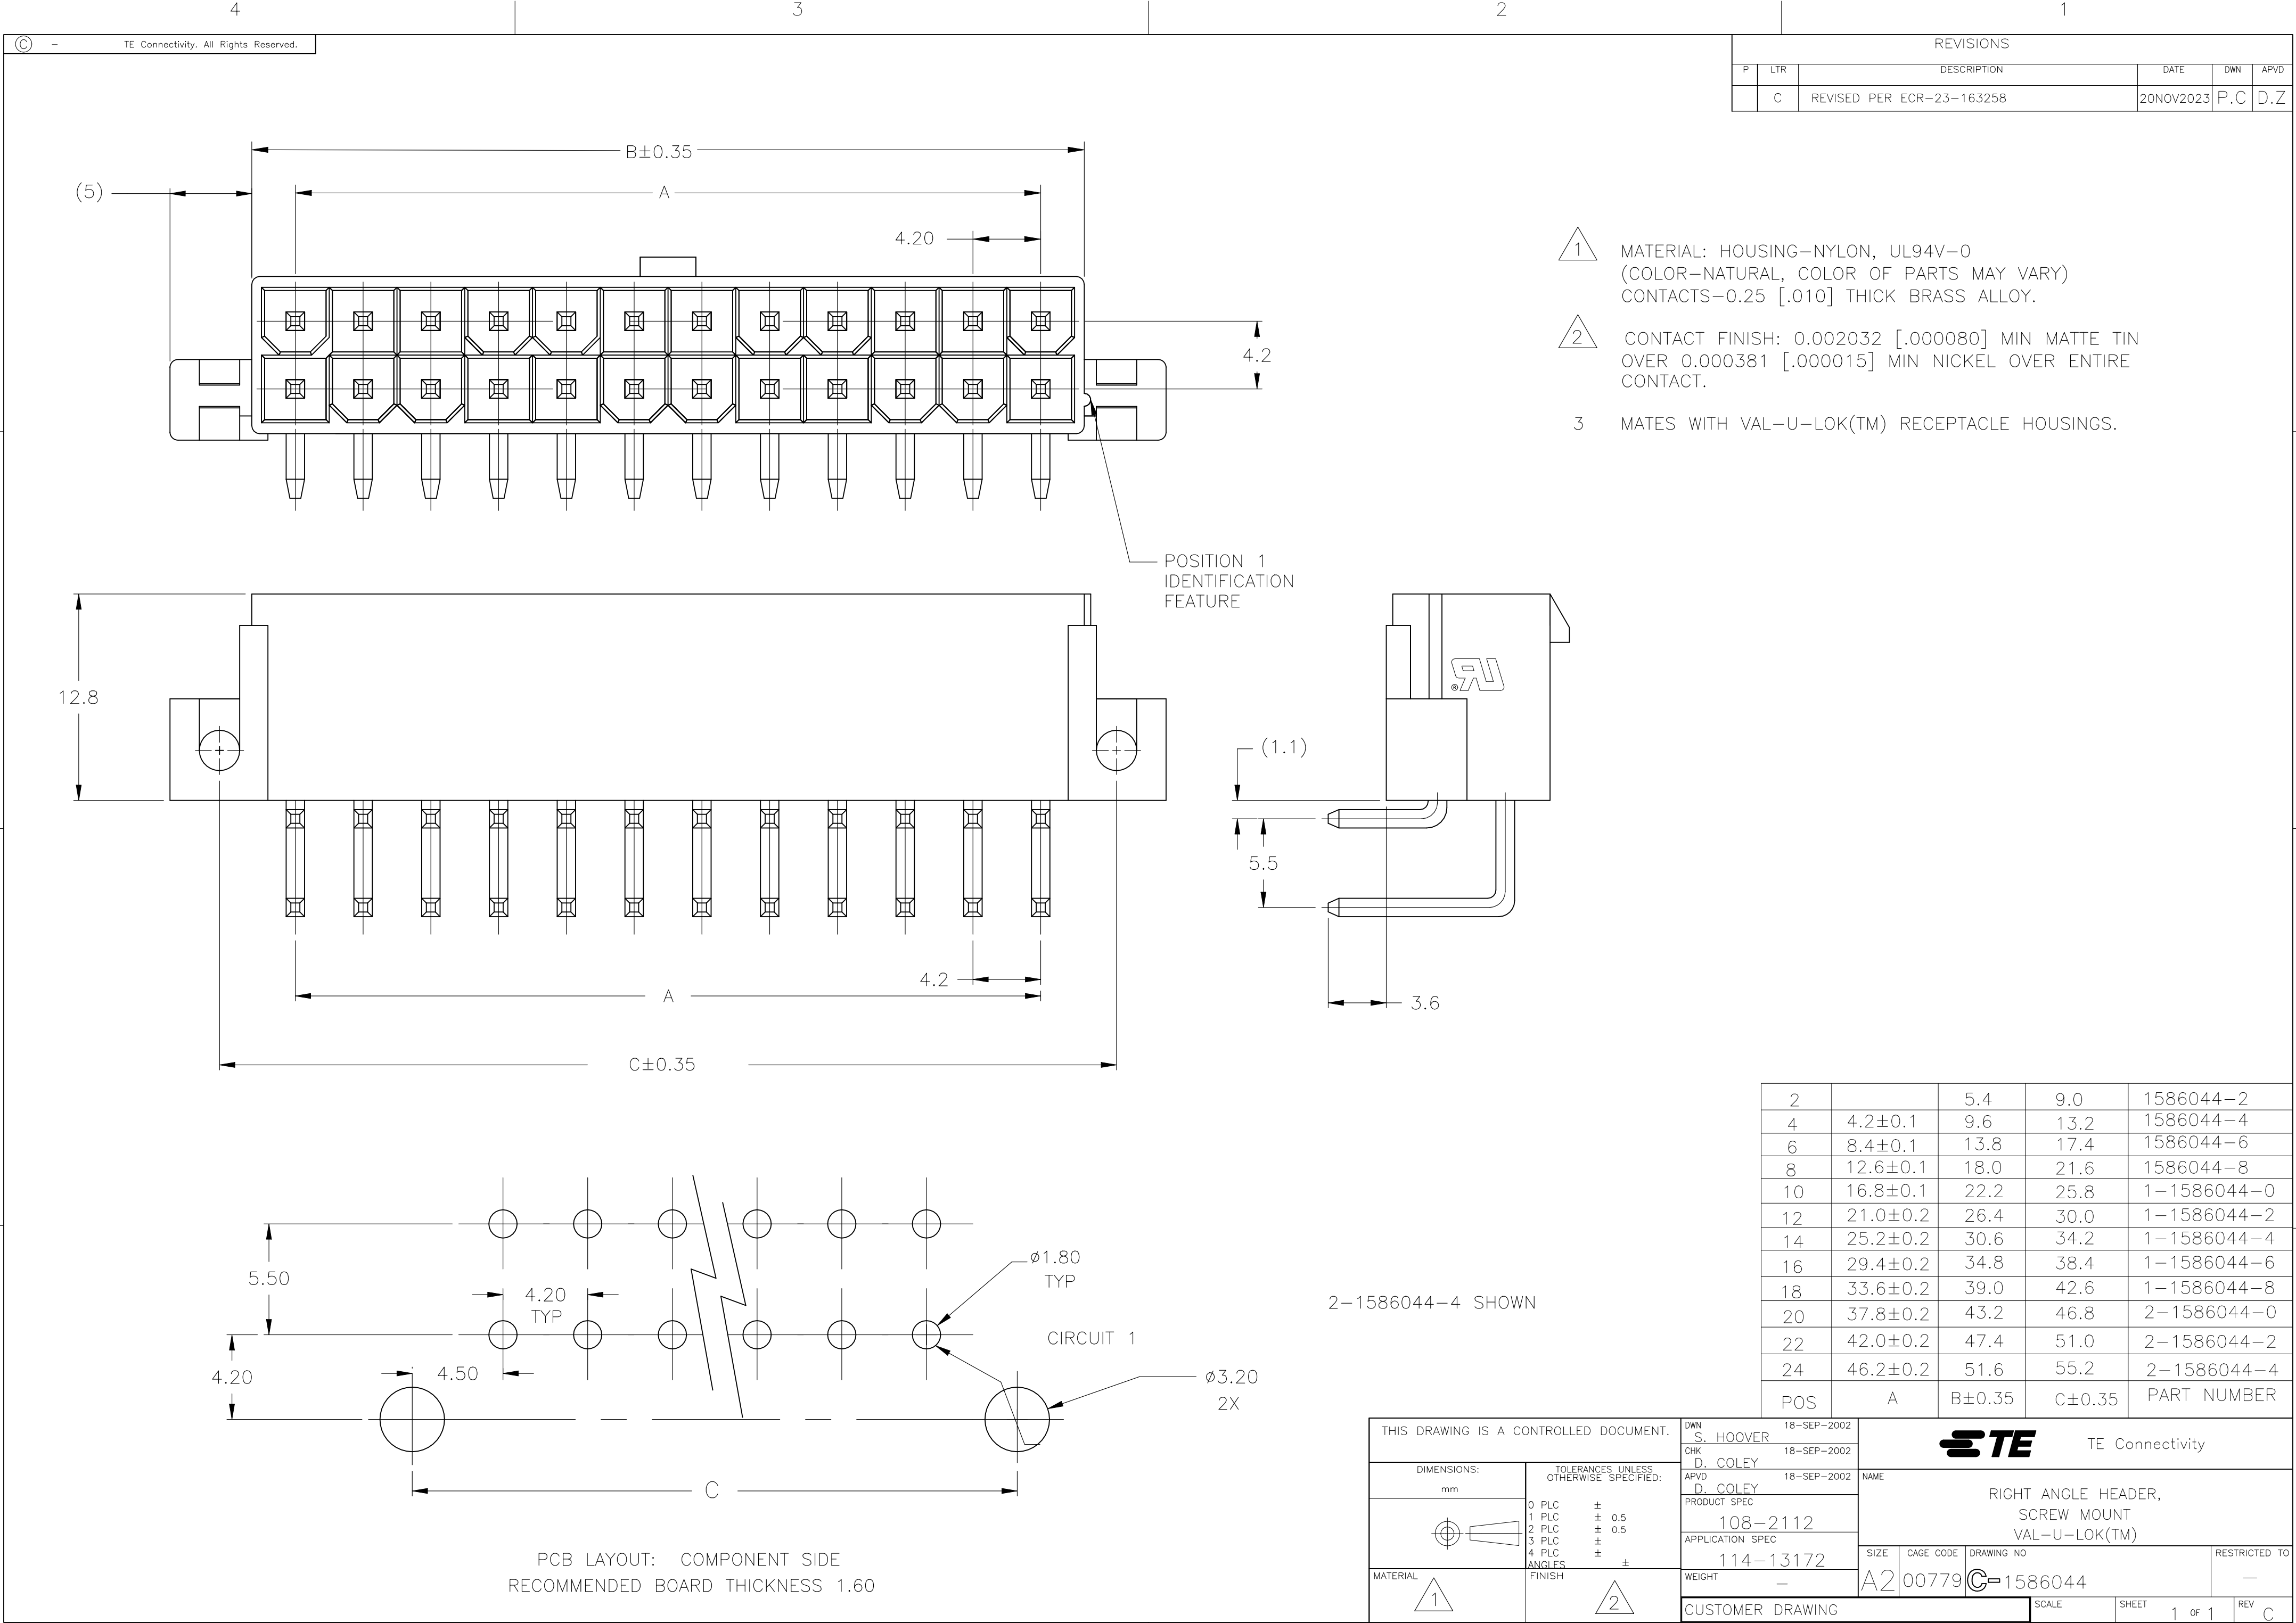 4 3 2 1
© - TE Connectivity. All Rights Reserved.
REVISIONS
P LTR DESCRIPTION DATE DWN APVD
C REVISED PER ECR-23-163258 20NOV2023 P.C D.Z
B±0.35
(5)
A
4.20
4.2
POSITION 1
IDENTIFICATION
FEATURE
1 MATERIAL: HOUSING-NYLON, UL94V-0
(COLOR-NATURAL, COLOR OF PARTS MAY VARY)
CONTACTS-0.25 [.010] THICK BRASS ALLOY.
2 CONTACT FINISH: 0.002032 [.000080] MIN MATTE TIN
OVER 0.000381 [.000015] MIN NICKEL OVER ENTIRE
CONTACT.
3 MATES WITH VAL-U-LOK(TM) RECEPTACLE HOUSINGS.
12.8
(1.1)
5.5
3.6
4.2
A
C±0.35
®
5.50
4.20
TYP
4.20
4.50
ø1.80
TYP
CIRCUIT 1
ø3.20
2X
C
PCB LAYOUT: COMPONENT SIDE
RECOMMENDED BOARD THICKNESS 1.60
2-1586044-4 SHOWN
2 5.4 9.0 1586044-2
4 4.2±0.1 9.6 13.2 1586044-4
6 8.4±0.1 13.8 17.4 1586044-6
8 12.6±0.1 18.0 21.6 1586044-8
10 16.8±0.1 22.2 25.8 1-1586044-0
12 21.0±0.2 26.4 30.0 1-1586044-2
14 25.2±0.2 30.6 34.2 1-1586044-4
16 29.4±0.2 34.8 38.4 1-1586044-6
18 33.6±0.2 39.0 42.6 1-1586044-8
20 37.8±0.2 43.2 46.8 2-1586044-0
22 42.0±0.2 47.4 51.0 2-1586044-2
24 46.2±0.2 51.6 55.2 2-1586044-4
POS A B±0.35 C±0.35 PART NUMBER
THIS DRAWING IS A CONTROLLED DOCUMENT.
DIMENSIONS:
mm
TOLERANCES UNLESS
OTHERWISE SPECIFIED:
0 PLC ±
1 PLC ± 0.5
2 PLC ± 0.5
3 PLC ±
4 PLC ±
ANGLES ±
MATERIAL
1
FINISH
2
DWN 18-SEP-2002
S. HOOVER
CHK 18-SEP-2002
D. COLEY
APVD 18-SEP-2002
D. COLEY
PRODUCT SPEC
108-2112
APPLICATION SPEC
114-13172
WEIGHT
-
CUSTOMER DRAWING
TE TE Connectivity
NAME
RIGHT ANGLE HEADER,
SCREW MOUNT
VAL-U-LOK(TM)
SIZE CAGE CODE DRAWING NO RESTRICTED TO
A2 00779 C-1586044 -
SCALE SHEET 1 OF 1 REV C